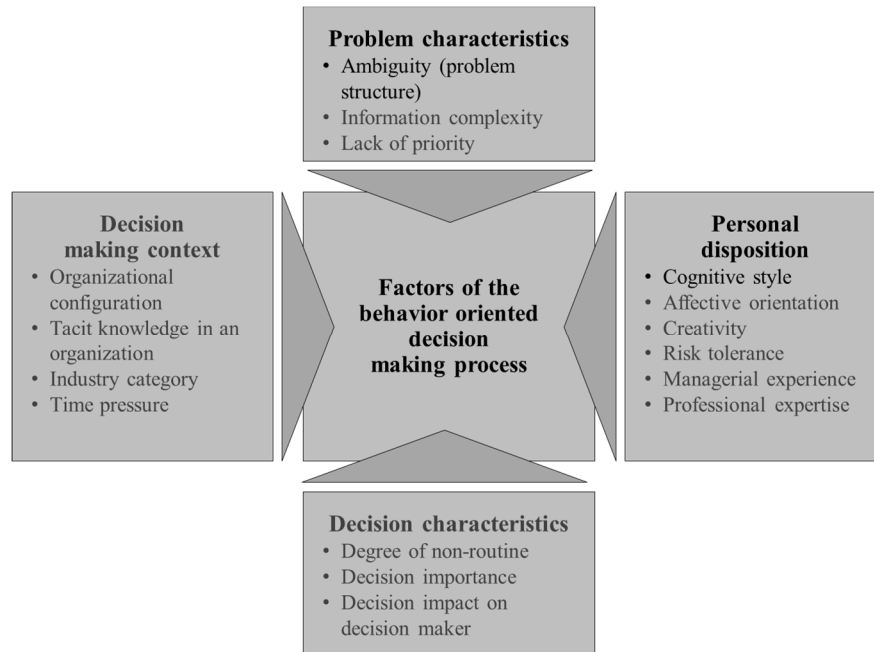 Problem characteristics
• Ambiguity (problem
structure)
• Information complexity
• Lack of priority
Decision
making context
• Organizational
configuration
• Tacit knowledge in an
organization
• Industry category
• Time pressure
Factors of the
behavior oriented
decision
making process
Personal
disposition
• Cognitive style
• Affective orientation
• Creativity
• Risk tolerance
• Managerial experience
• Professional expertise
Decision characteristics
• Degree of non-routine
• Decision importance
• Decision impact on
decision maker